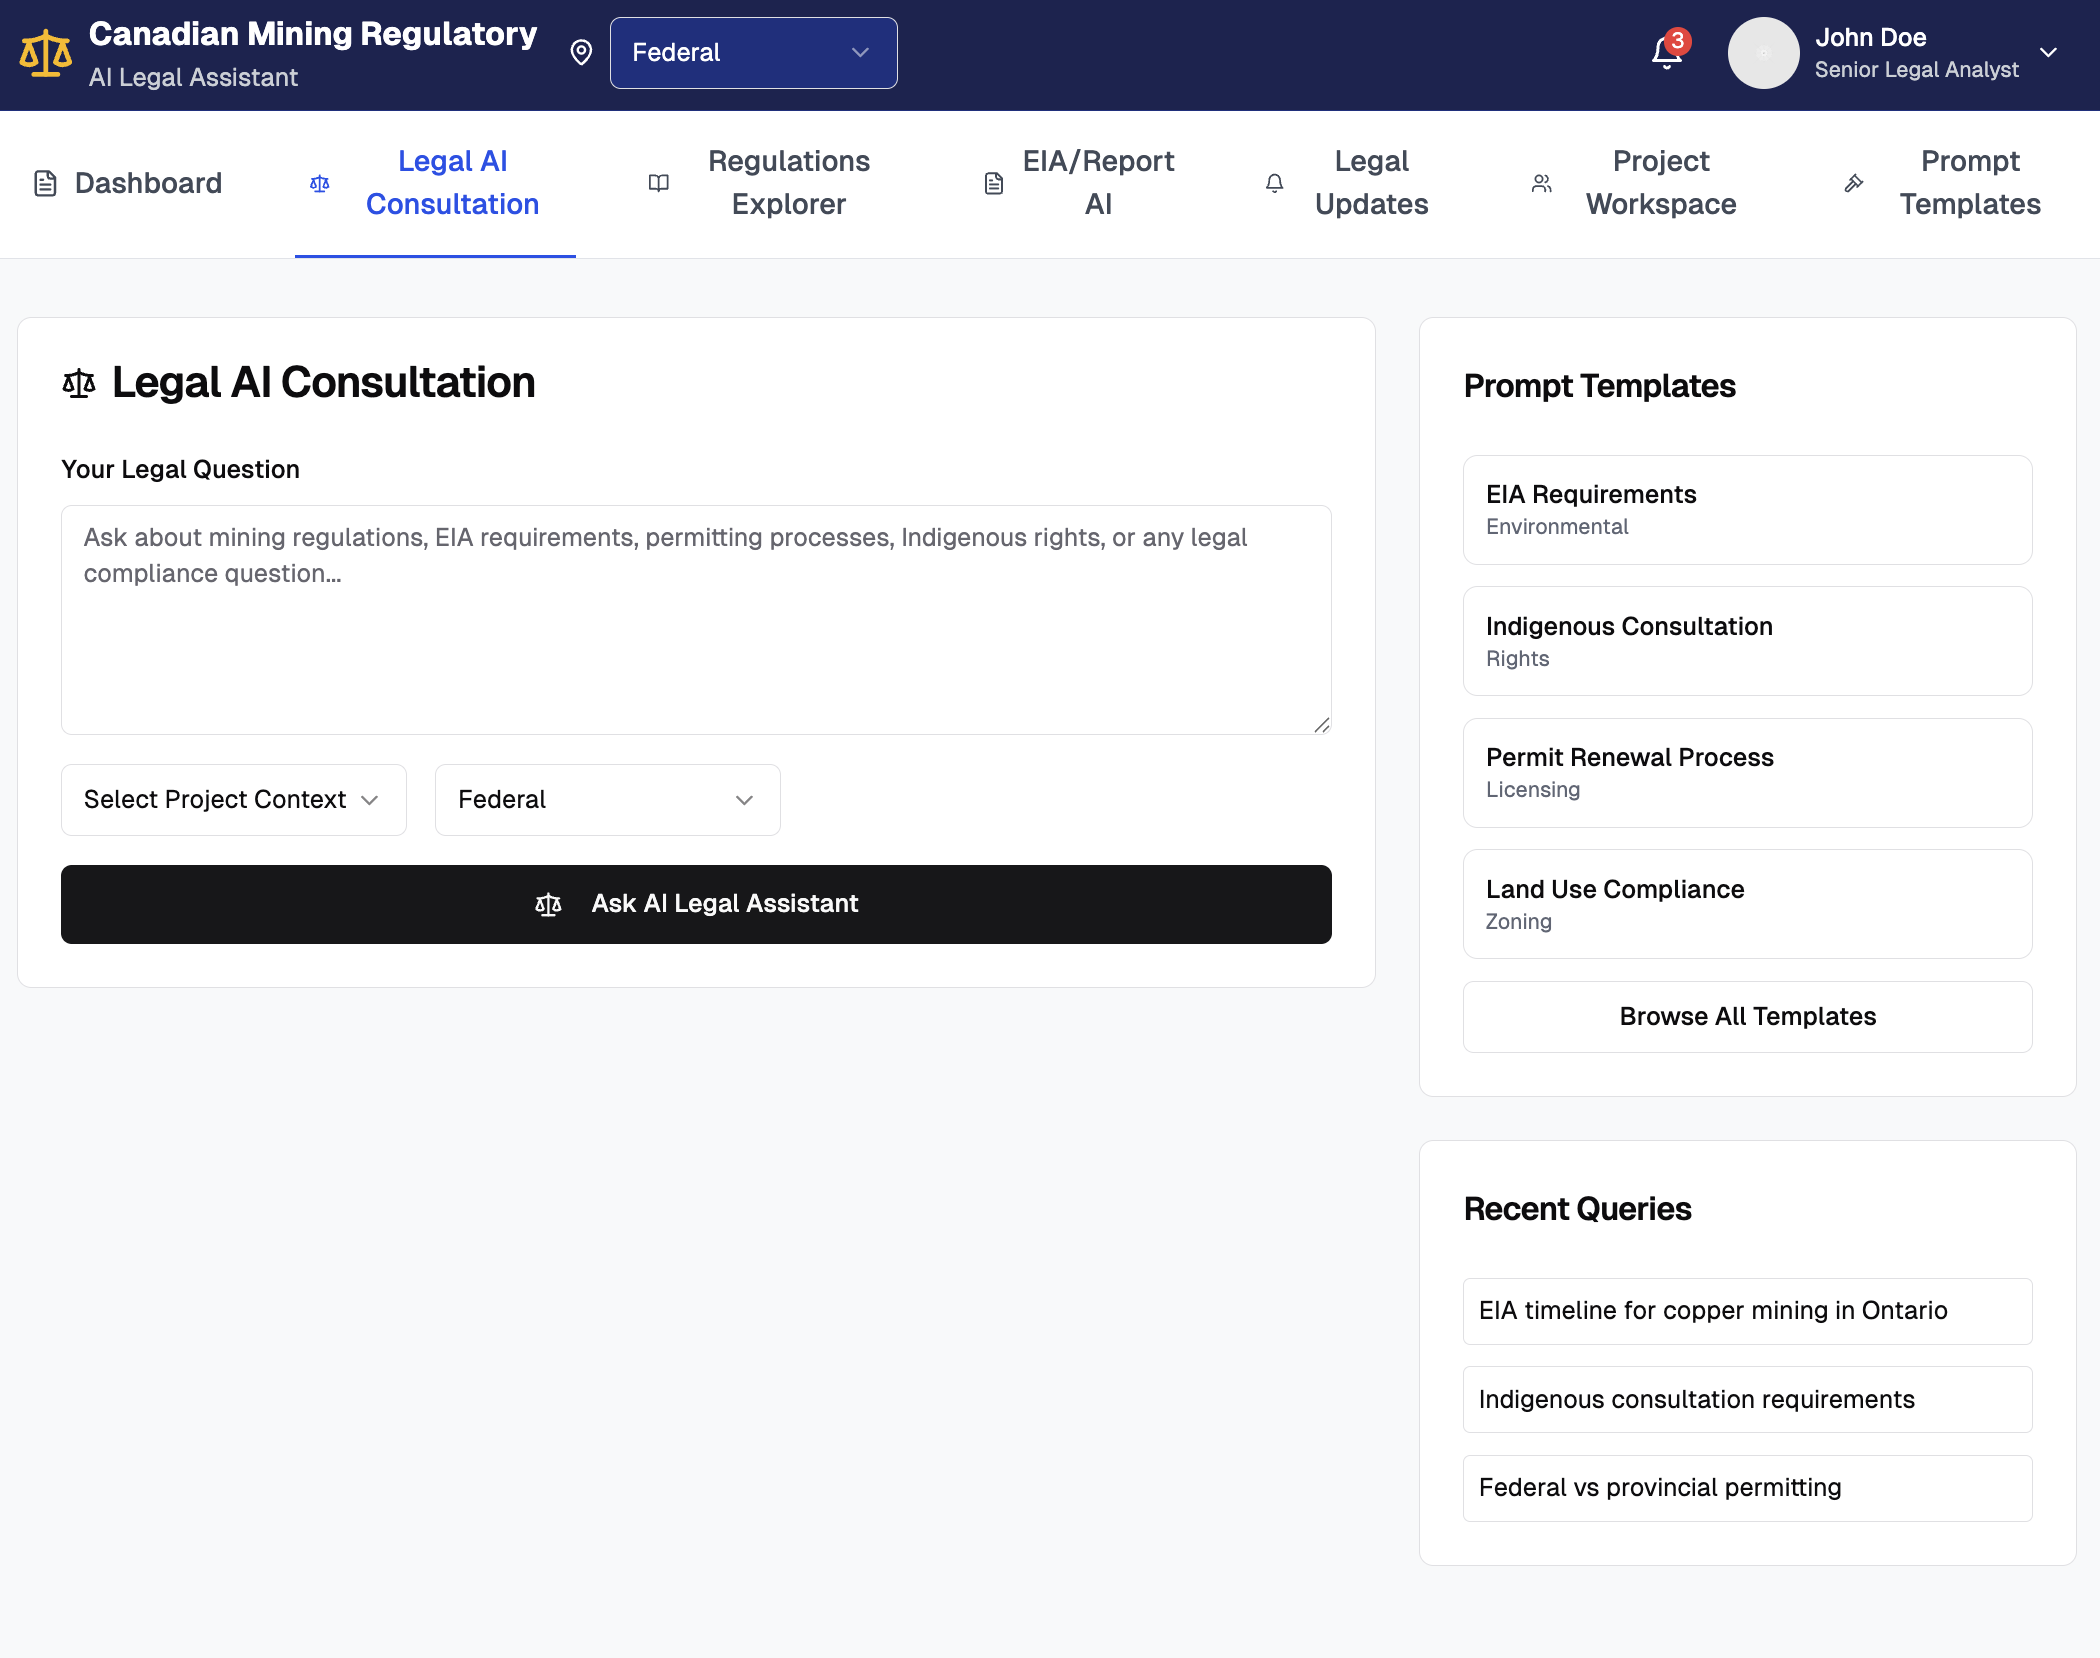 Canadian Mining Regulatory
AI Legal Assistant
Federal
3
John Doe
Senior Legal Analyst
Dashboard
Legal AI
Consultation
Regulations
Explorer
EIA/Report
AI
Legal
Updates
Project
Workspace
Prompt
Templates
Legal AI Consultation
Your Legal Question
Ask about mining regulations, EIA requirements, permitting processes, Indigenous rights, or any legal
compliance question...
Select Project Context
Federal
Ask AI Legal Assistant
Prompt Templates
EIA Requirements
Environmental
Indigenous Consultation
Rights
Permit Renewal Process
Licensing
Land Use Compliance
Zoning
Browse All Templates
Recent Queries
EIA timeline for copper mining in Ontario
Indigenous consultation requirements
Federal vs provincial permitting